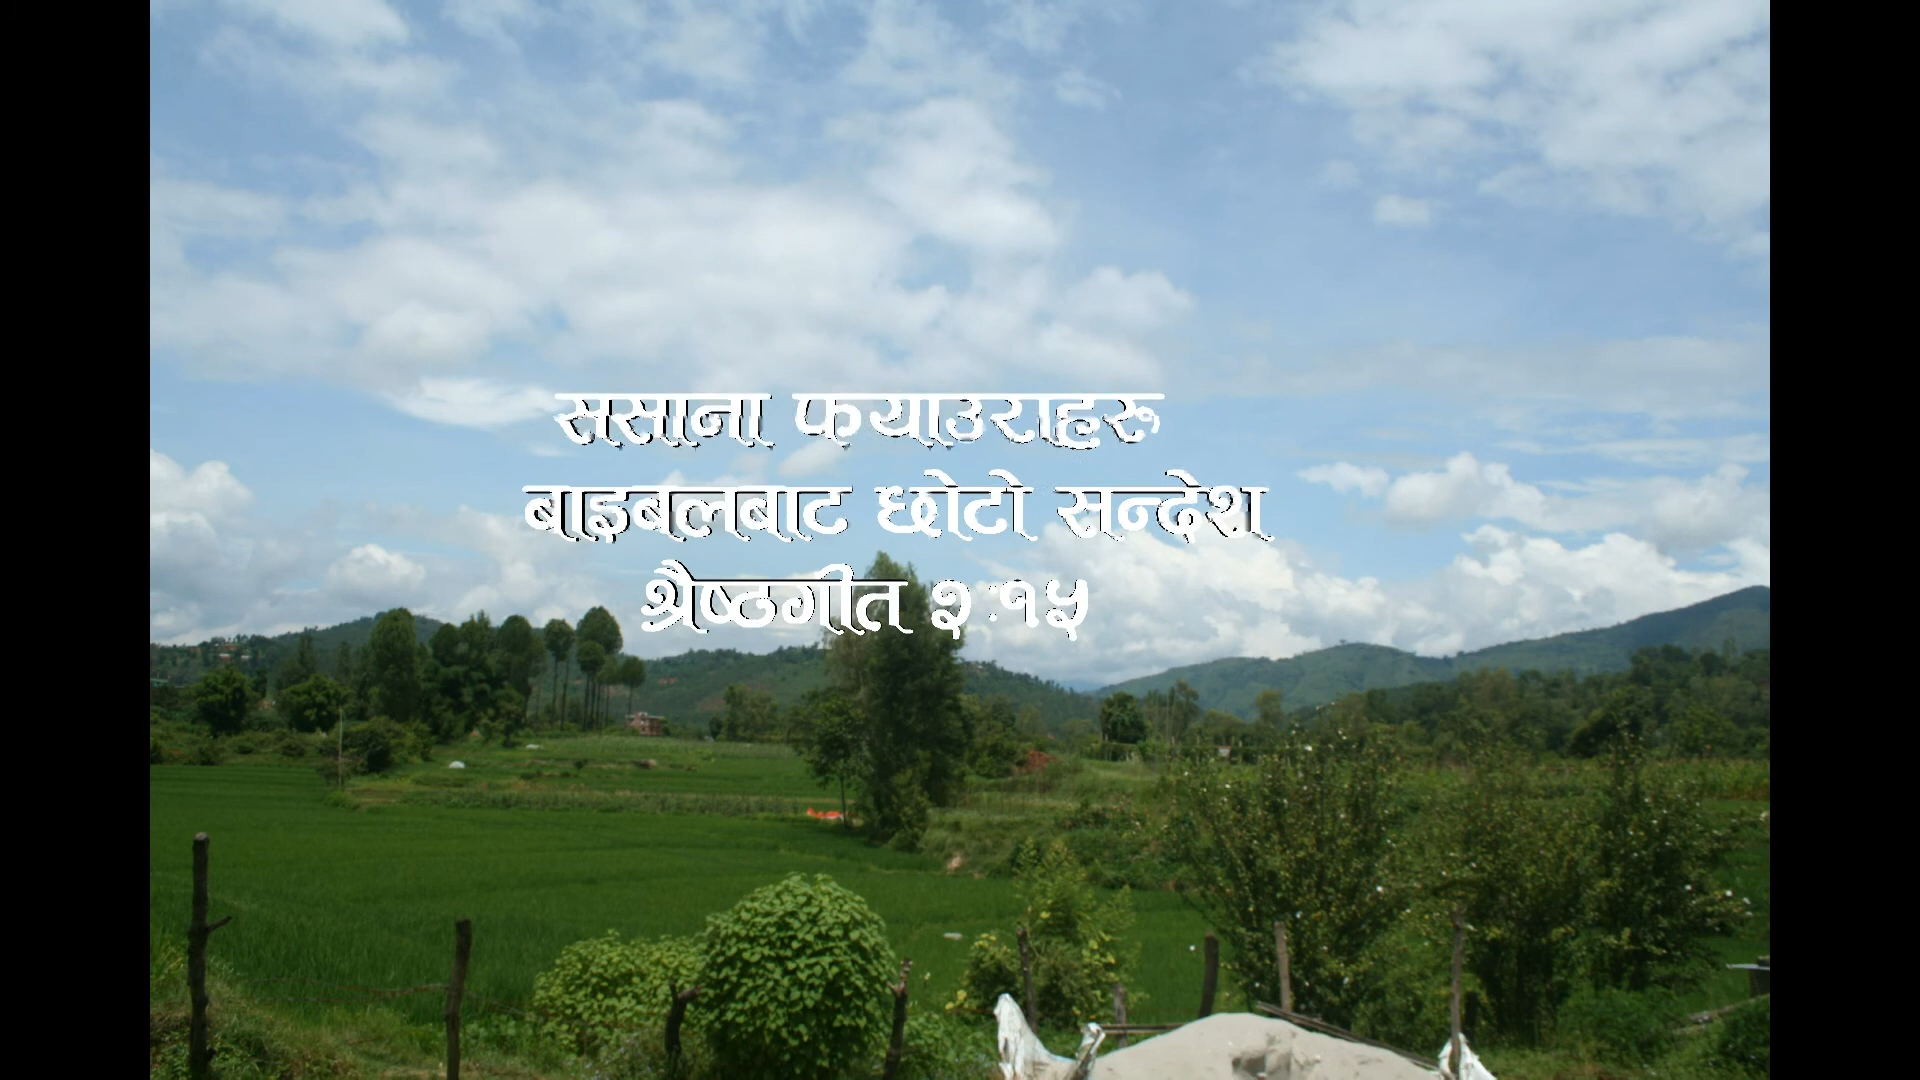 ससाना फयाउराहरू
बाइबलबाट छोटो सन्देश
श्रैष्ठगीत २:१५